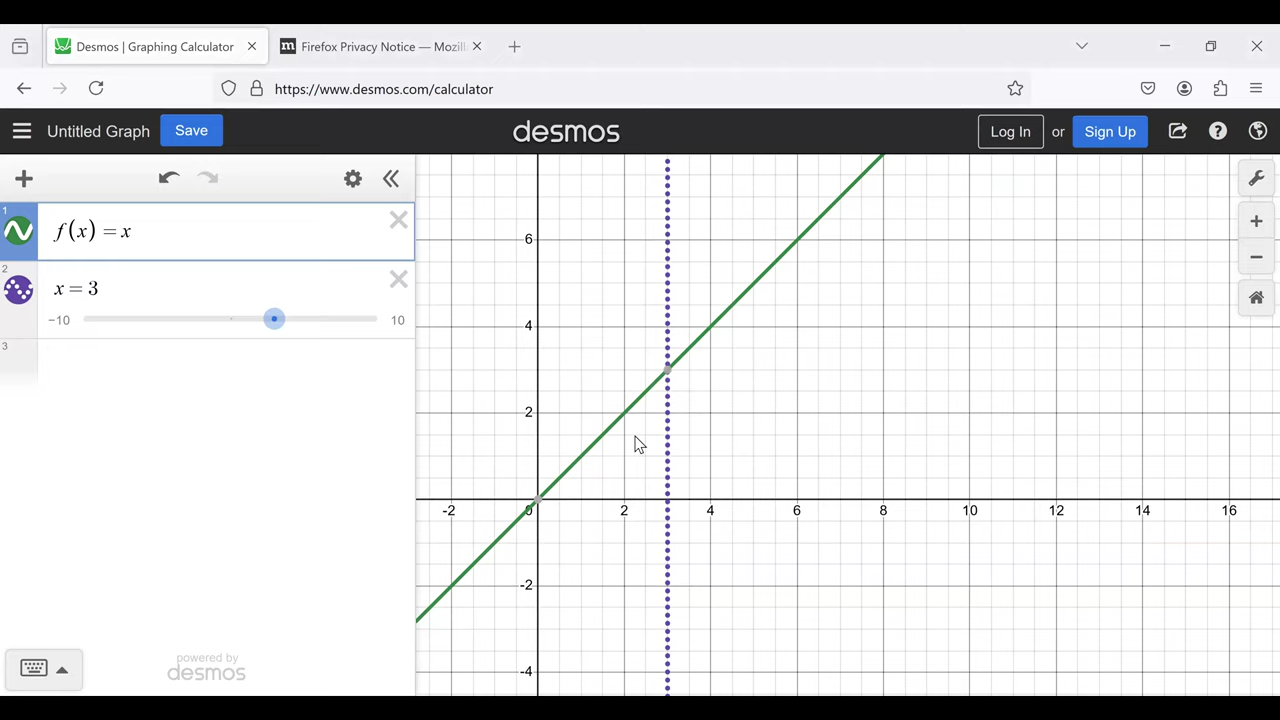 Desmos | Graphing Calculator
Firefox Privacy Notice — Mozil
https://www.desmos.com/calculator
Untitled Graph
Save
desmos
Log In
or
Sign Up
1
f(x) = x
2
x = 3
−10
10
3
powered by
desmos
6
4
2
-2
0
2
4
6
8
10
12
14
16
-2
-4